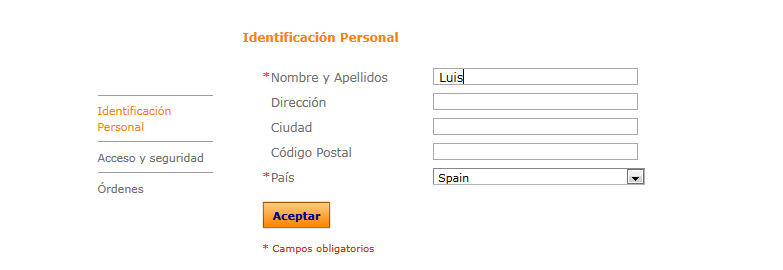 Identificación Personal
*Nombre y Apellidos Luis
Dirección
Identificación
Personal
Ciudad
Acceso y seguridad
Código Postal
*País Spain
Órdenes
Aceptar
* Campos obligatorios